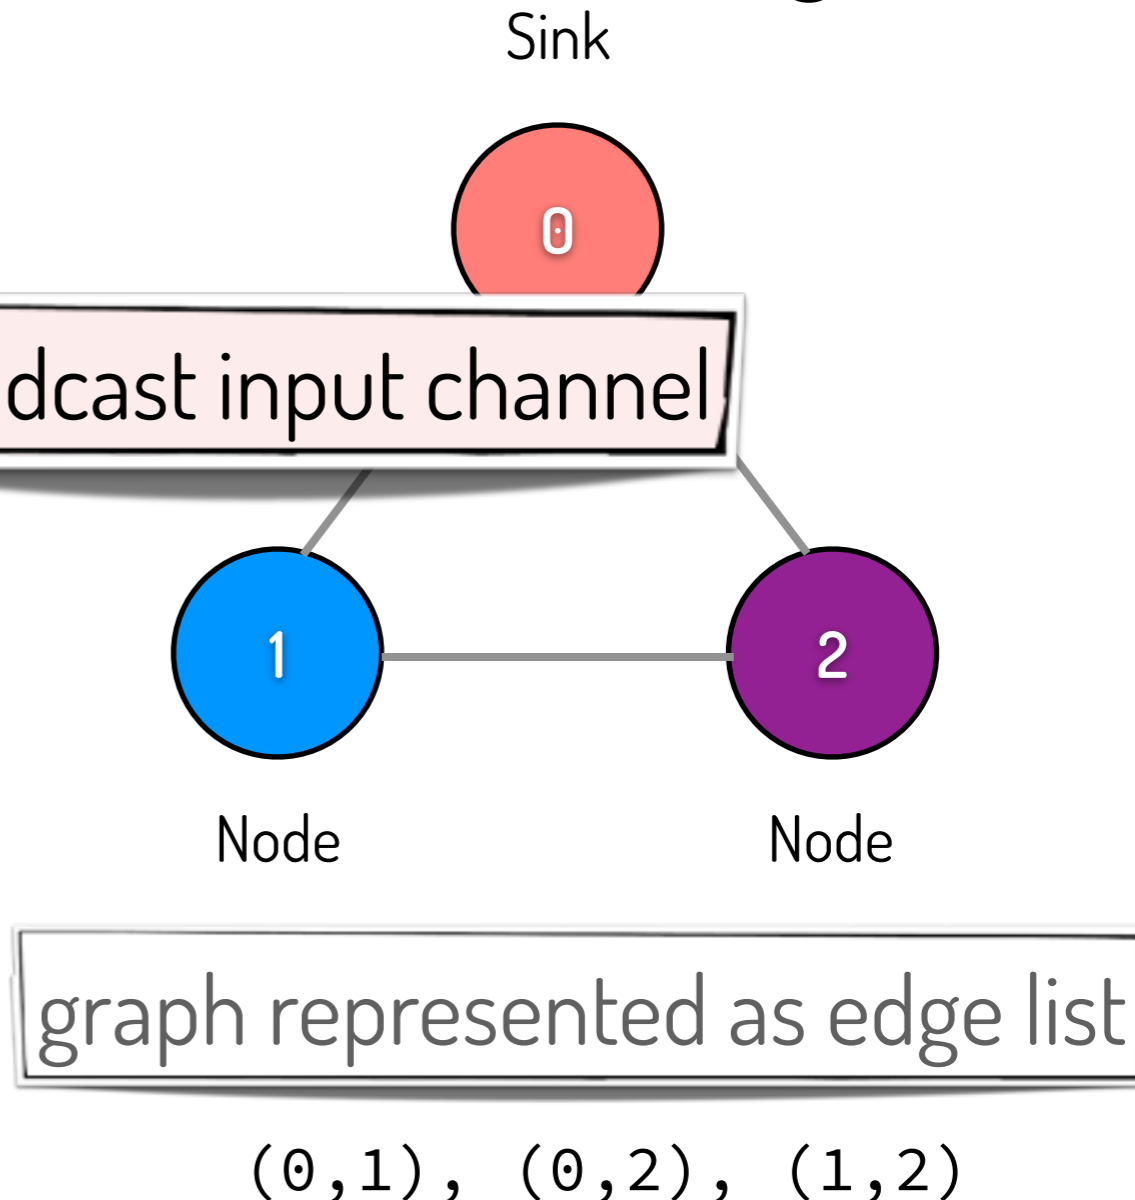 Sink
0
dcast input channel
1
2
Node Node
graph represented as edge list
(0,1), (0,2), (1,2)